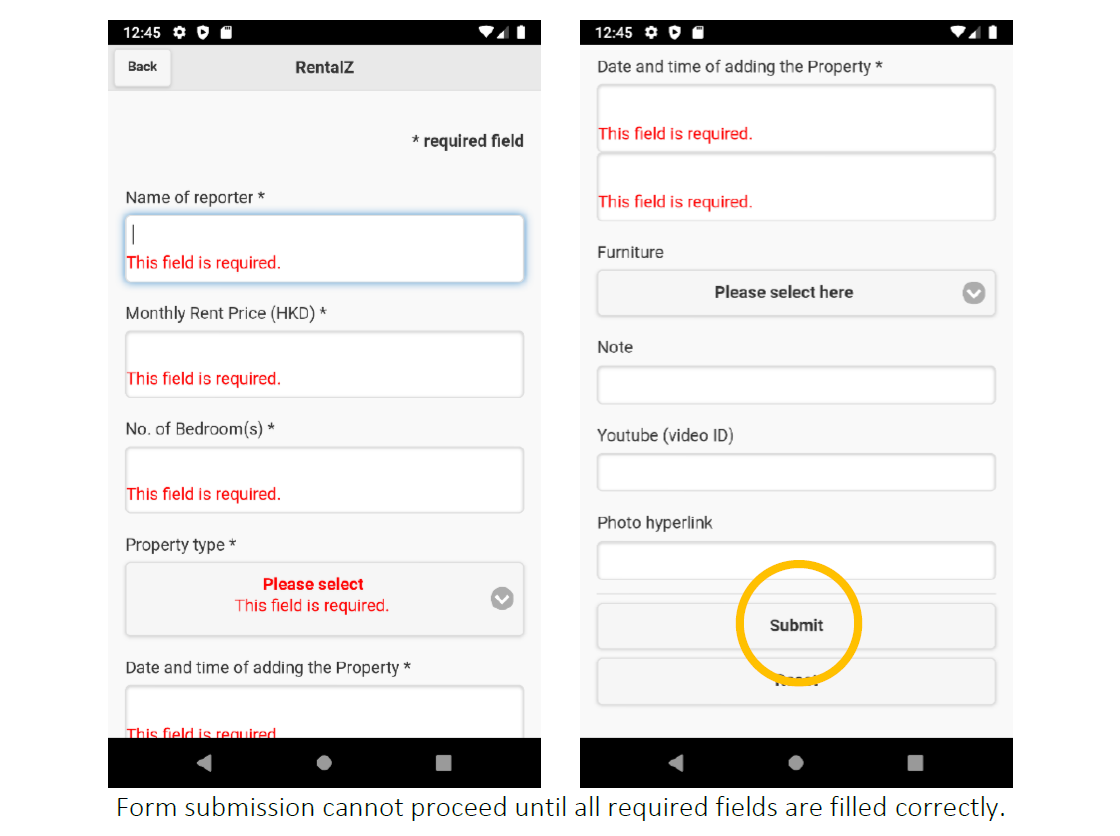 12:45
Back
RentalZ
* required field
Name of reporter *
This field is required.
Monthly Rent Price (HKD) *
This field is required.
No. of Bedroom(s) *
This field is required.
Property type *
Please select
This field is required.
Date and time of adding the Property *
This field is required.
12:45
Date and time of adding the Property *
This field is required.
This field is required.
Furniture
Please select here
Note
Youtube (video ID)
Photo hyperlink
Submit
Form submission cannot proceed until all required fields are filled correctly.